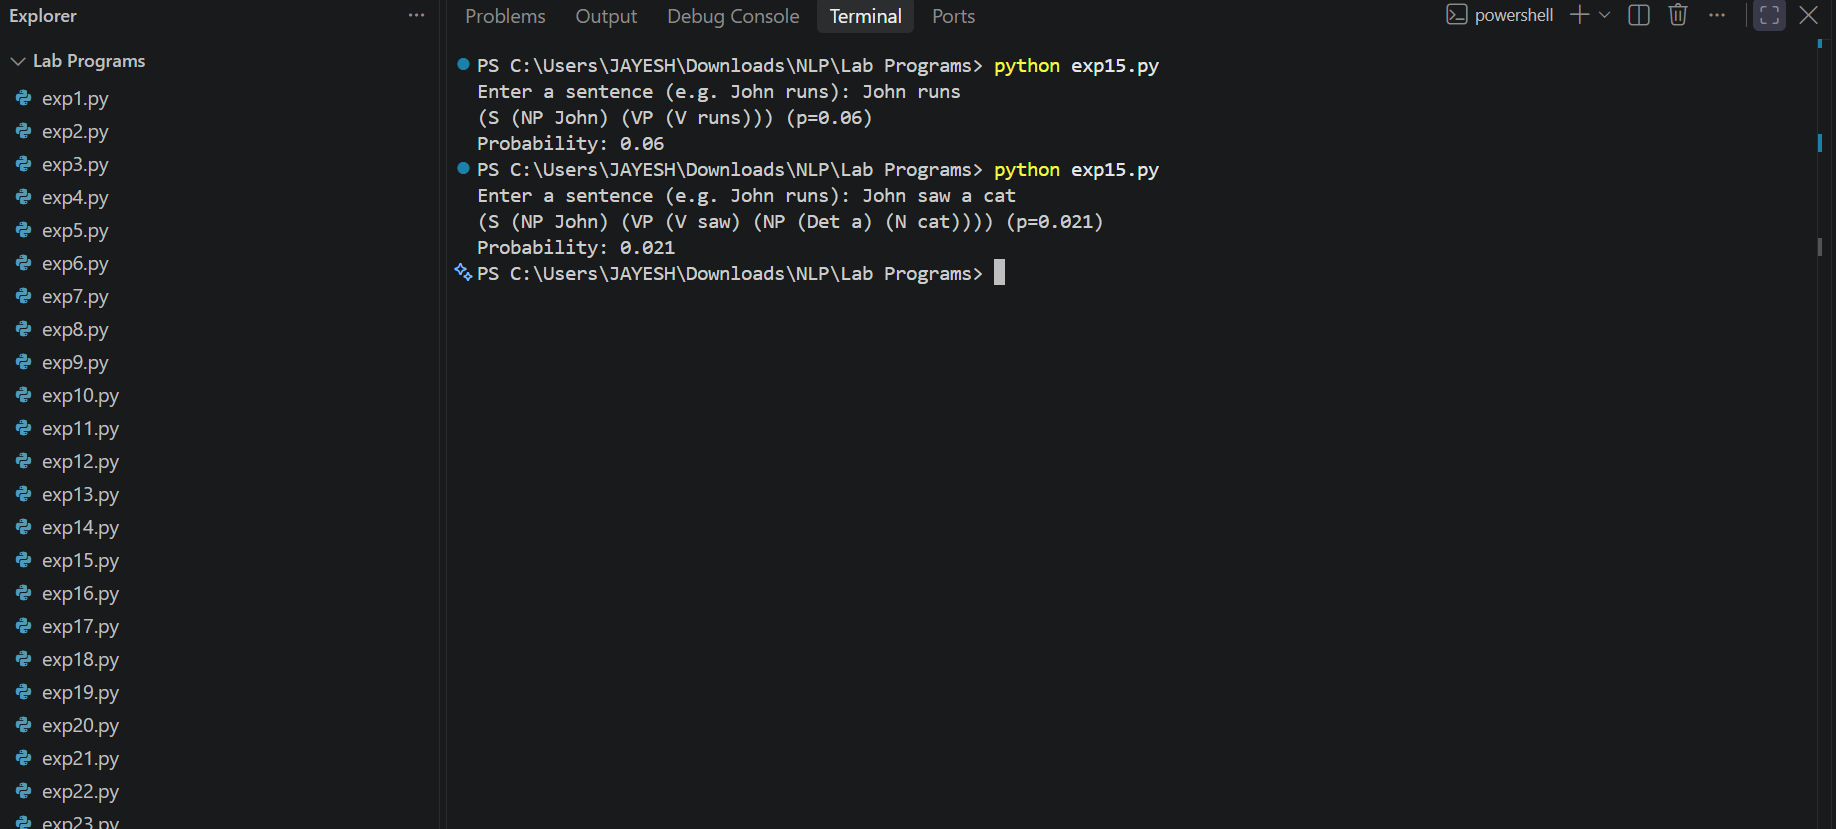 Explorer
Lab Programs
exp1.py
exp2.py
exp3.py
exp4.py
exp5.py
exp6.py
exp7.py
exp8.py
exp9.py
exp10.py
exp11.py
exp12.py
exp13.py
exp14.py
exp15.py
exp16.py
exp17.py
exp18.py
exp19.py
exp20.py
exp21.py
exp22.py
exp23.py
Problems Output Debug Console Terminal Ports
powershell
PS C:\Users\JAYESH\Downloads\NLP\Lab Programs> python exp15.py
Enter a sentence (e.g. John runs): John runs
(S (NP John) (VP (V runs))) (p=0.06)
Probability: 0.06
PS C:\Users\JAYESH\Downloads\NLP\Lab Programs> python exp15.py
Enter a sentence (e.g. John runs): John saw a cat
(S (NP John) (VP (V saw) (NP (Det a) (N cat)))) (p=0.021)
Probability: 0.021
PS C:\Users\JAYESH\Downloads\NLP\Lab Programs>